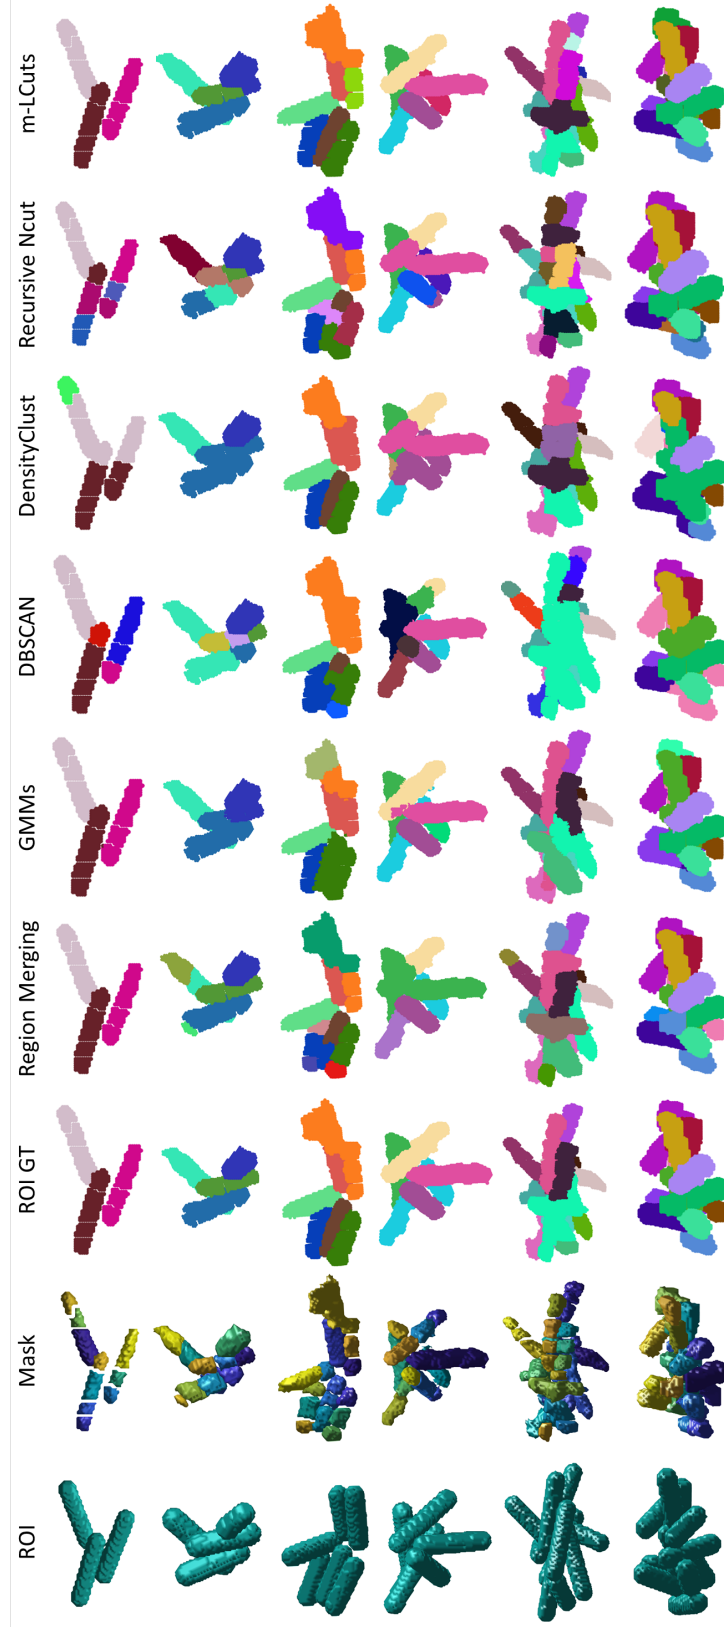 ROI
Mask
ROI GT
Region Merging
GMMs
DBSCAN
DensityClust
Recursive Ncut
m-LCuts